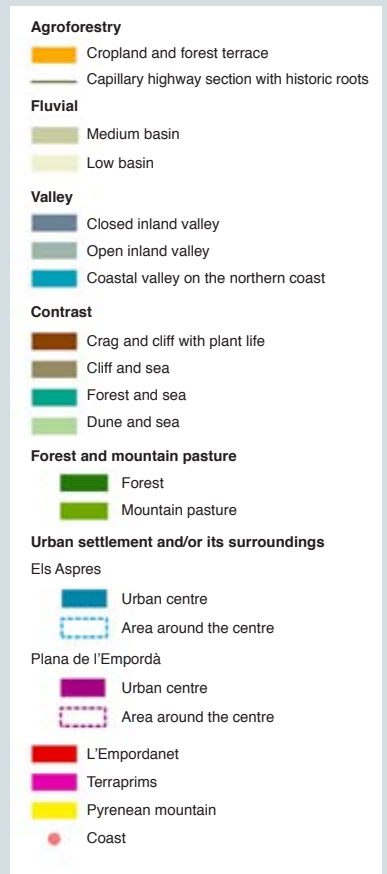 Agroforestry
Cropland and forest terrace
Capillary highway section with historic roots
Fluvial
Medium basin
Low basin
Valley
Closed inland valley
Open inland valley
Coastal valley on the northern coast
Contrast
Crag and cliff with plant life
Cliff and sea
Forest and sea
Dune and sea
Forest and mountain pasture
Forest
Mountain pasture
Urban settlement and/or its surroundings
Els Aspres
Urban centre
Area around the centre
Plana de l’Empordà
Urban centre
Area around the centre
L’Empordanet
Terraprims
Pyrenean mountain
Coast